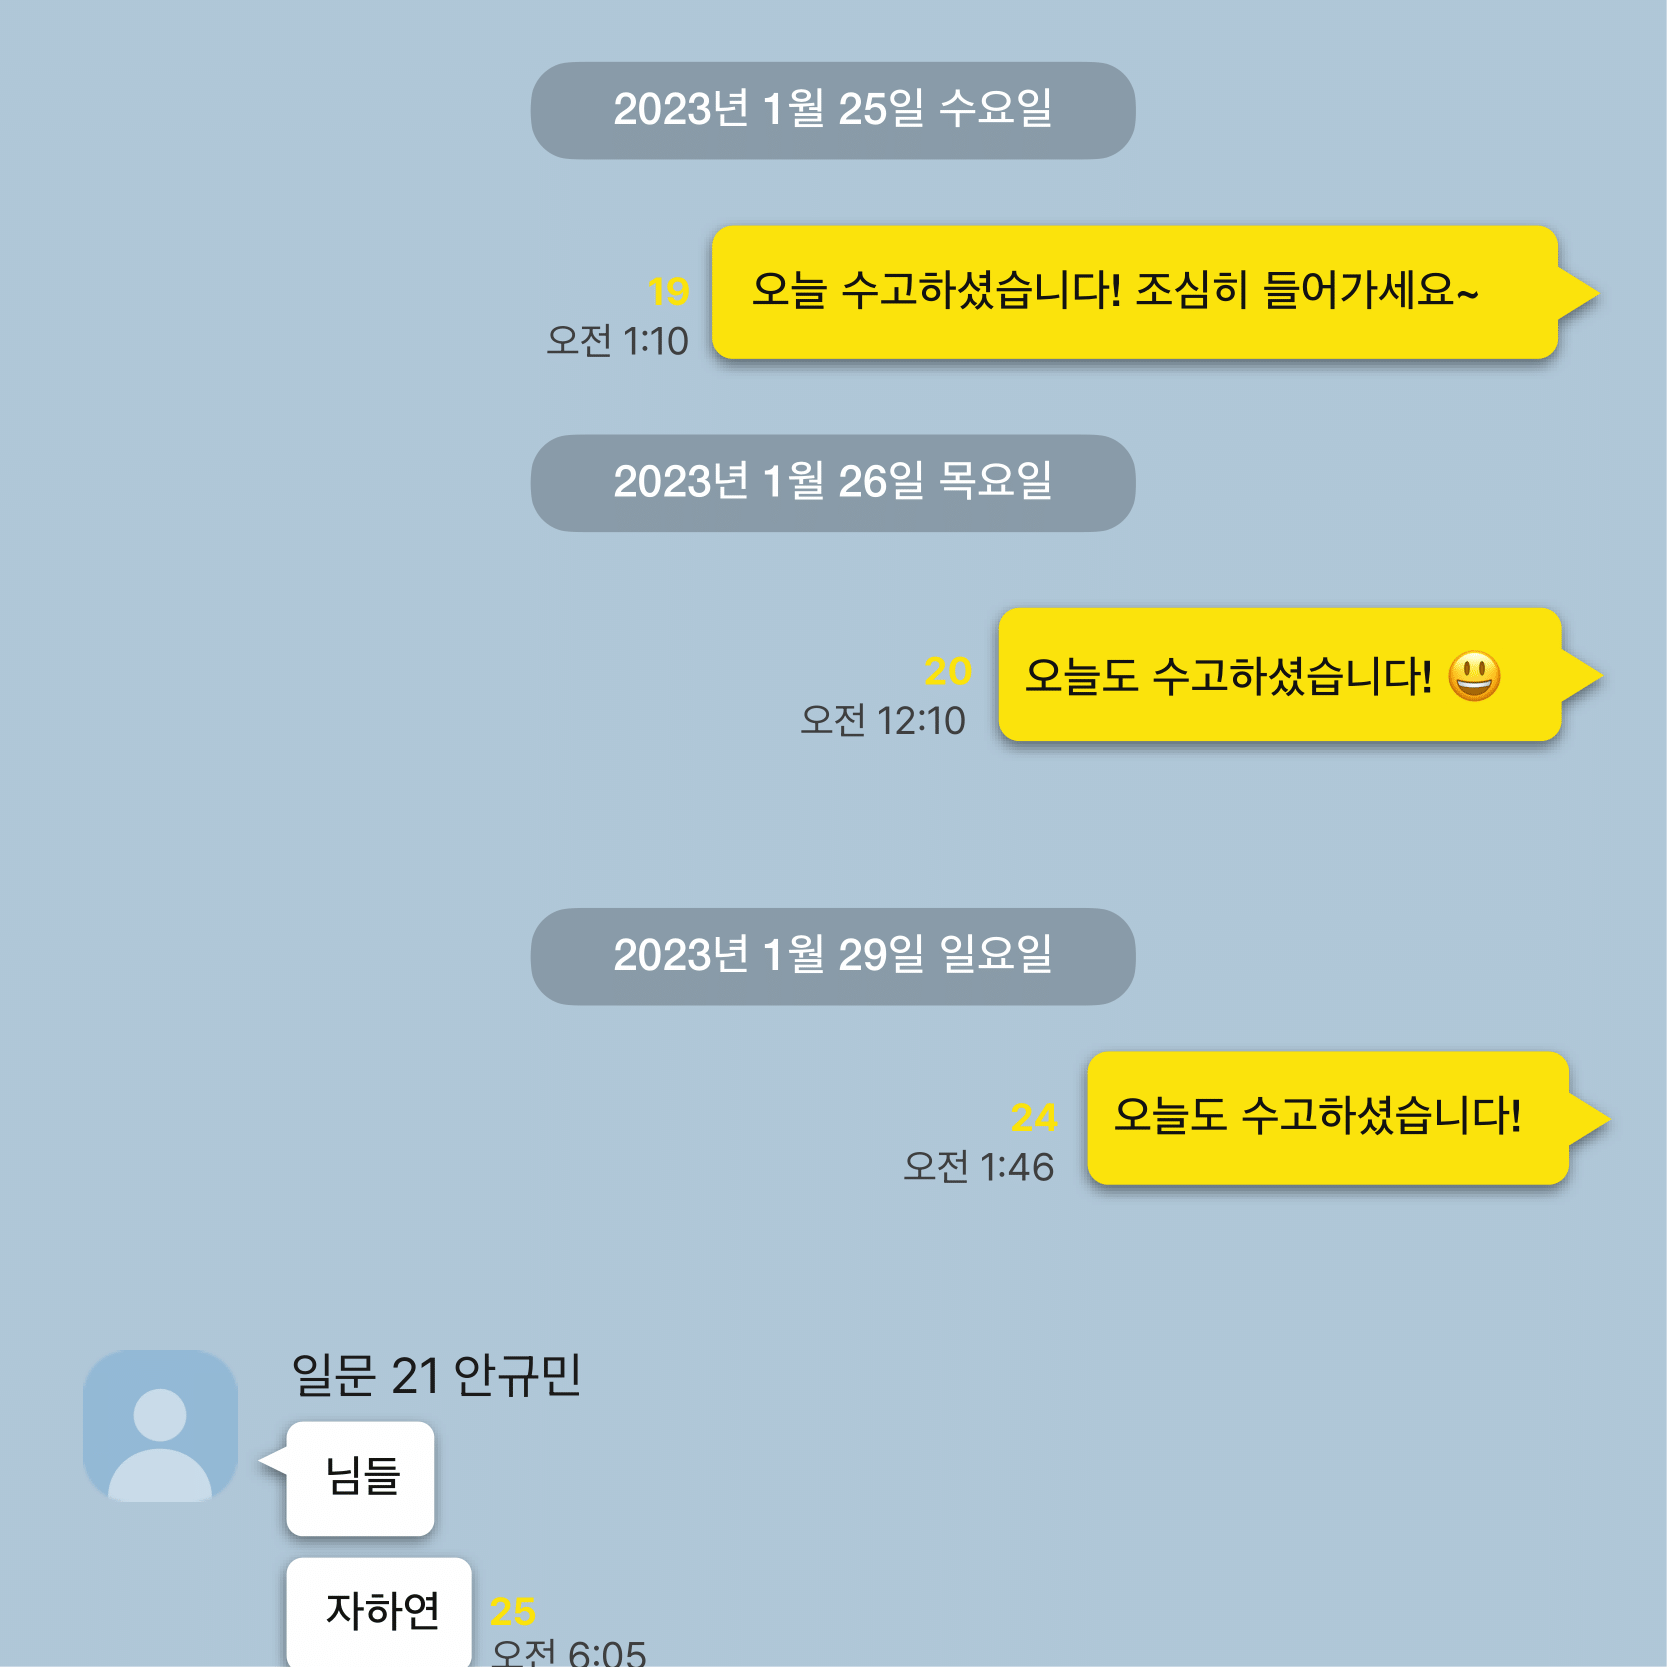 2023년 1월 25일 수요일
오늘 수고하셨습니다! 조심히 들어가세요~
19
오전 1:10
2023년 1월 26일 목요일
오늘도 수고하셨습니다! 😃
20
오전 12:10
2023년 1월 29일 일요일
오늘도 수고하셨습니다!
24
오전 1:46
일문 21 안규민
님들
자하연
25
오전 6:05